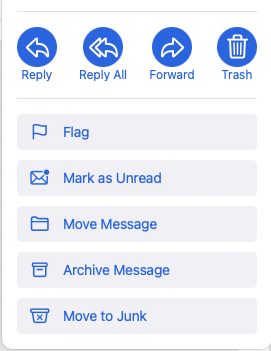 Reply Reply All Forward Trash
Flag
Mark as Unread
Move Message
Archive Message
Move to Junk